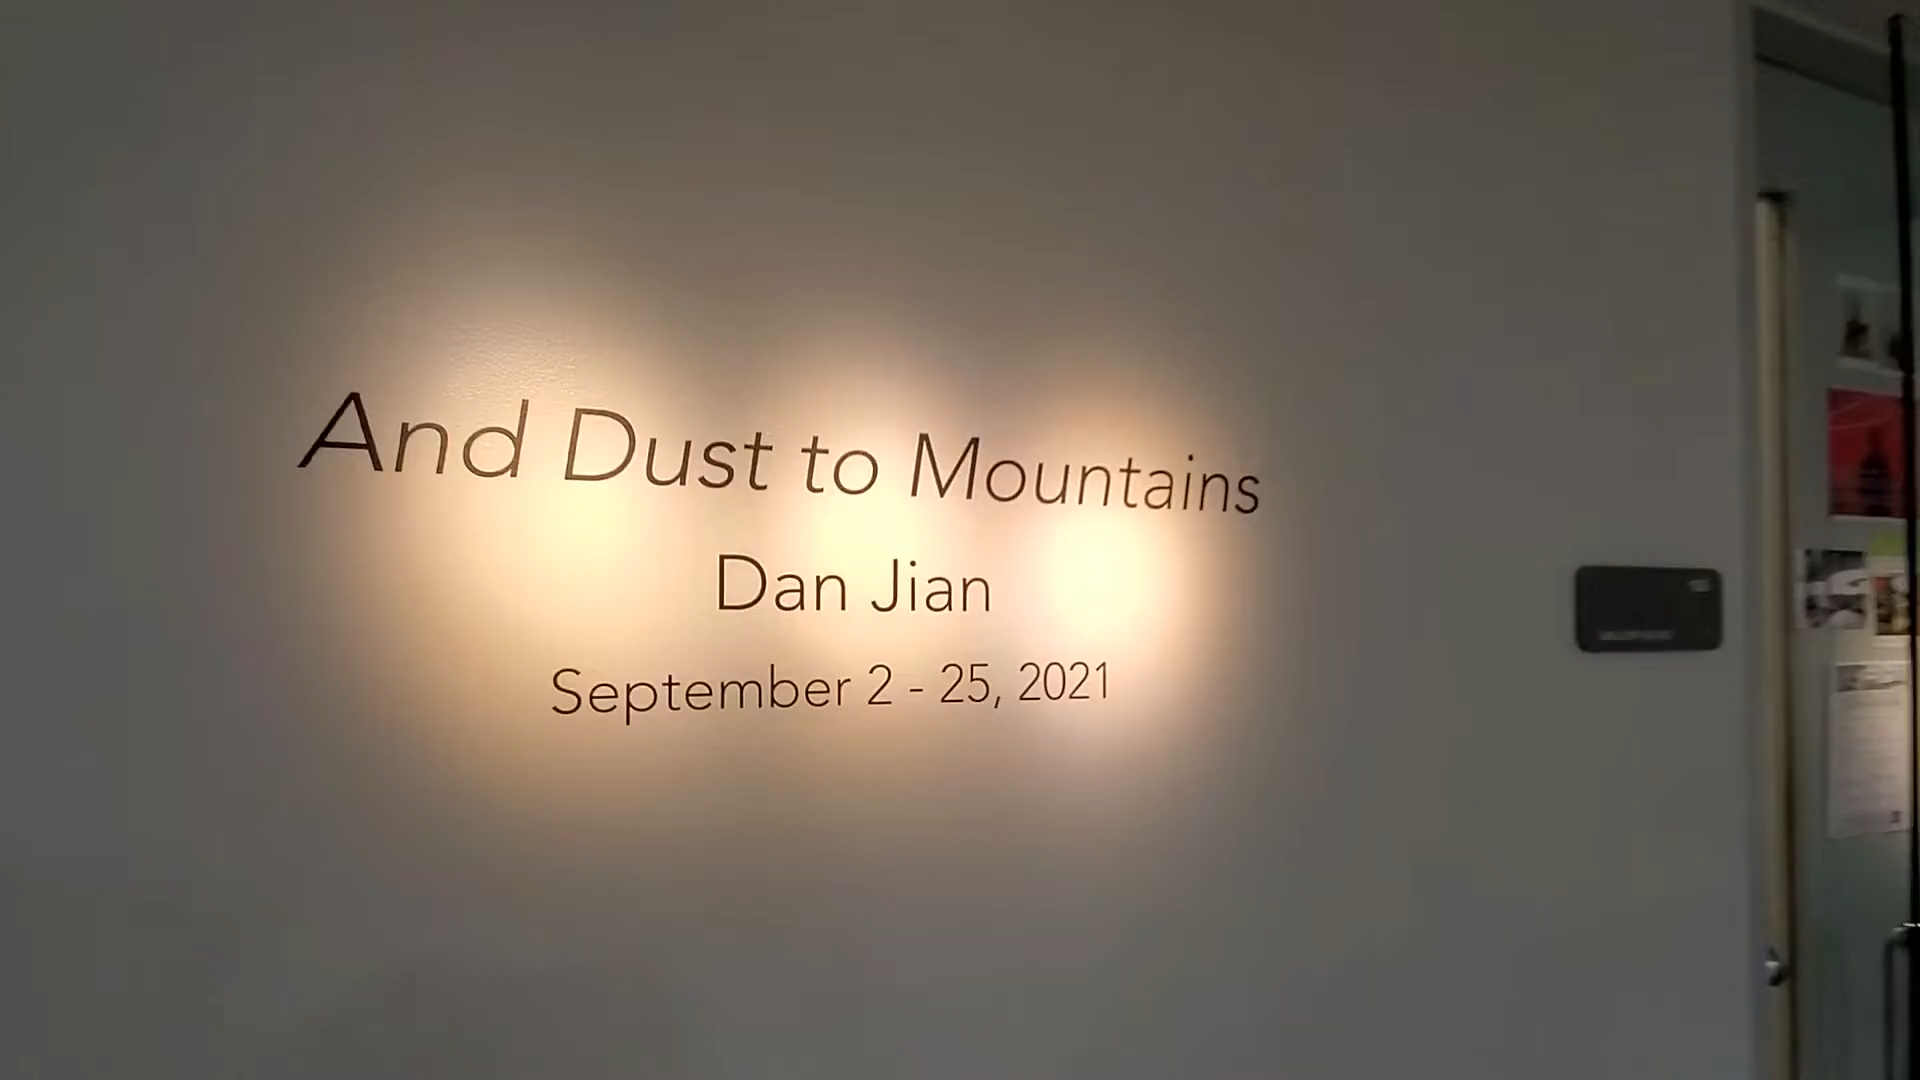 And Dust to Mountains
Dan Jian
September 2 - 25, 2021